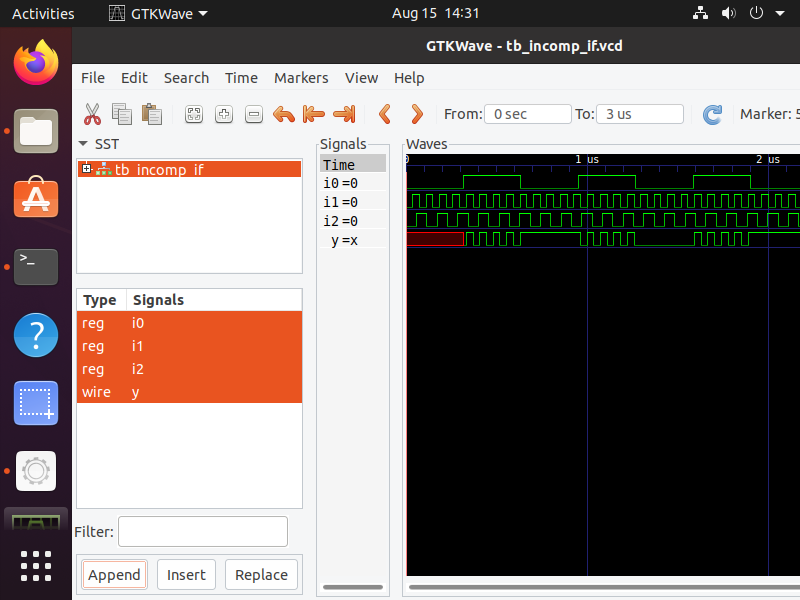 Activities GTKWave Aug 15 14:31
GTKWave - tb_incomp_if.vcd
File Edit Search Time Markers View Help
From: 0 sec To: 3 us Marker: 5
SST
tb_incomp_if
Type Signals
reg i0
reg i1
reg i2
wire y
Filter:
Append Insert Replace
Signals
Time
i0=0
i1=0
i2=0
y=x
Waves
0 1 us 2 us
>_
?